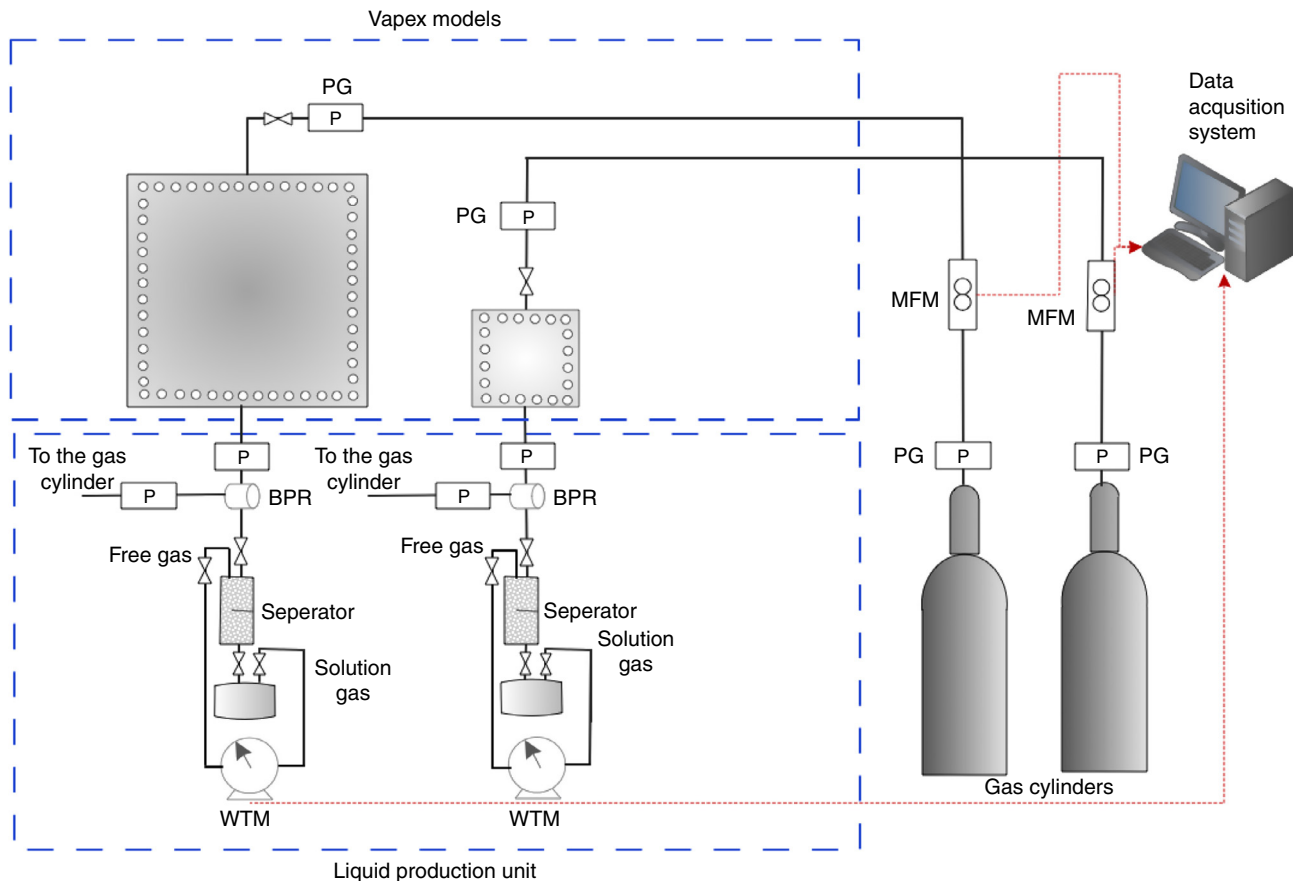 Vapex models
PG
P
Data
acqusition
system
PG
P
MFM
MFM
To the gas
cylinder
P
P
BPR
To the gas
cylinder
P
P
BPR
PG
P
P
PG
Free gas
Seperator
Solution
gas
Free gas
Seperator
Solution
gas
WTM
WTM
Gas cylinders
Liquid production unit